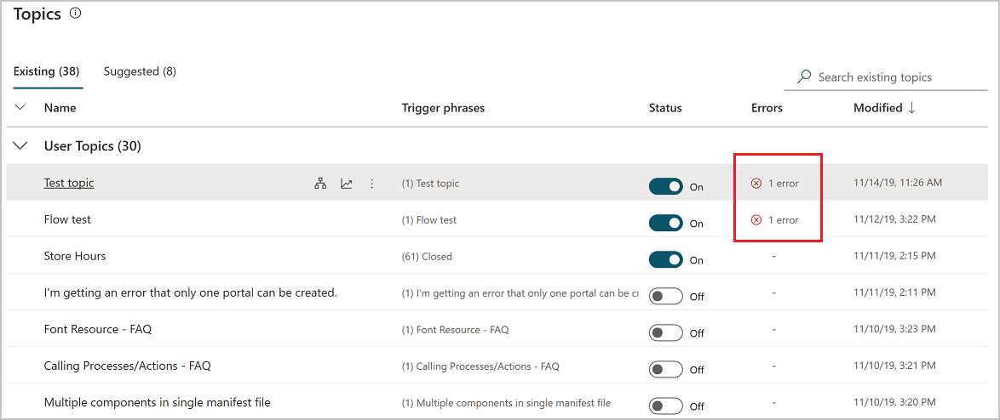 Topics
Existing (38) Suggested (8)
Search existing topics
Name Trigger phrases Status Errors Modified
User Topics (30)
Test topic (1) Test topic On 1 error 11/14/19, 11:26 AM
Flow test (1) Flow test On 1 error 11/12/19, 3:22 PM
Store Hours (61) Closed On - 11/11/19, 2:15 PM
I'm getting an error that only one portal can be created. (1) I'm getting an error that only one portal can be cr Off - 11/11/19, 2:11 PM
Font Resource - FAQ (1) Font Resource - FAQ Off - 11/10/19, 3:23 PM
Calling Processes/Actions - FAQ (1) Calling Processes/Actions - FAQ Off - 11/10/19, 3:21 PM
Multiple components in single manifest file (1) Multiple components in single manifest file Off - 11/10/19, 3:20 PM